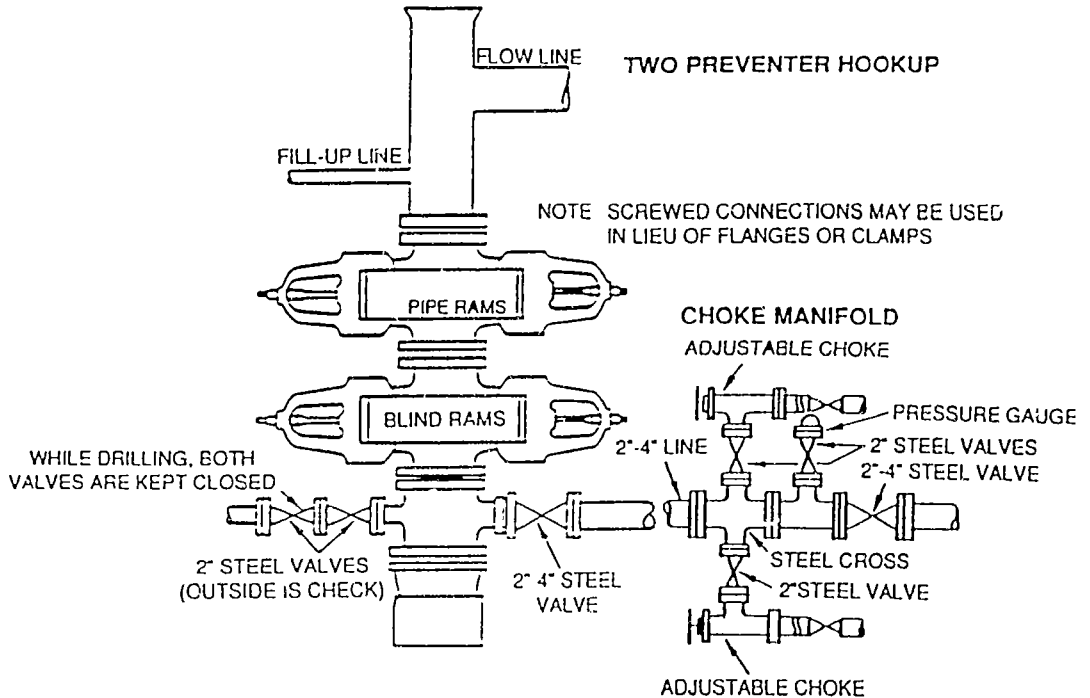 FLOW LINE
TWO PREVENTER HOOKUP
FILL-UP LINE
NOTE SCREWED CONNECTIONS MAY BE USED
IN LIEU OF FLANGES OR CLAMPS
PIPE RAMS
CHOKE MANIFOLD
ADJUSTABLE CHOKE
BLIND RAMS
PRESSURE GAUGE
2"-4" LINE
2" STEEL VALVES
2"-4" STEEL VALVE
WHILE DRILLING, BOTH
VALVES ARE KEPT CLOSED
2" STEEL VALVES
(OUTSIDE IS CHECK)
2" 4" STEEL
VALVE
STEEL CROSS
2" STEEL VALVE
ADJUSTABLE CHOKE